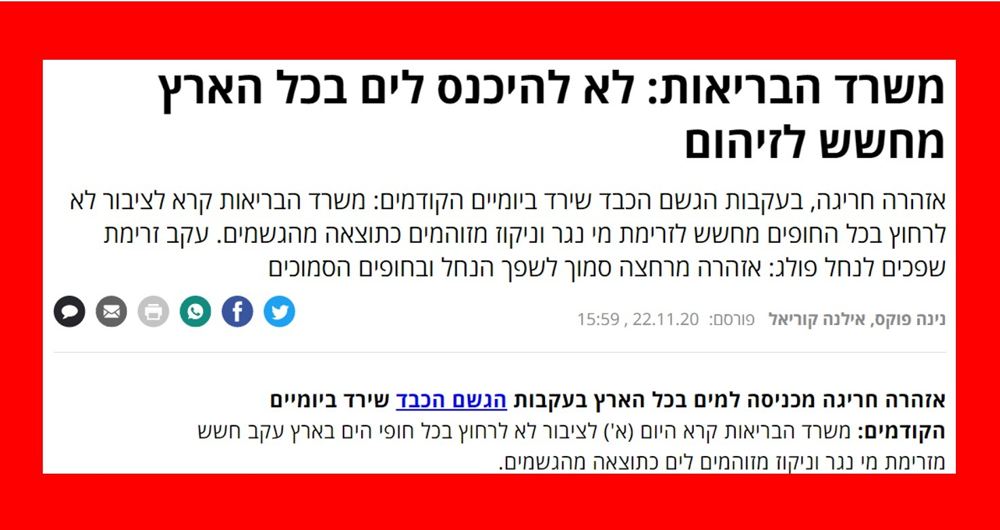 משרד הבריאות: לא להיכנס לים בכל הארץ
מחשש לזיהום
אזהרה חריגה, בעקבות הגשם הכבד שירד ביומיים הקודמים: משרד הבריאות קרא לציבור לא
לרחוץ בכל החופים מחשש לזרימת מי נגר וניקוז מזוהמים כתוצאה מהגשמים. עקב זרימת
שפכים לנחל פולג: אזהרה מרחצה סמוך לשפך הנחל ובחופים הסמוכים
נינה פוקס, אילנה קוריאל פורסם: 22.11.20 , 15:59
אזהרה חריגה מכניסה למים בכל הארץ בעקבות הגשם הכבד שירד ביומיים
הקודמים: משרד הבריאות קרא היום (א') לציבור לא לרחוץ בכל חופי הים בארץ עקב חשש
מזרימת מי נגר וניקוז מזוהמים לים כתוצאה מהגשמים.